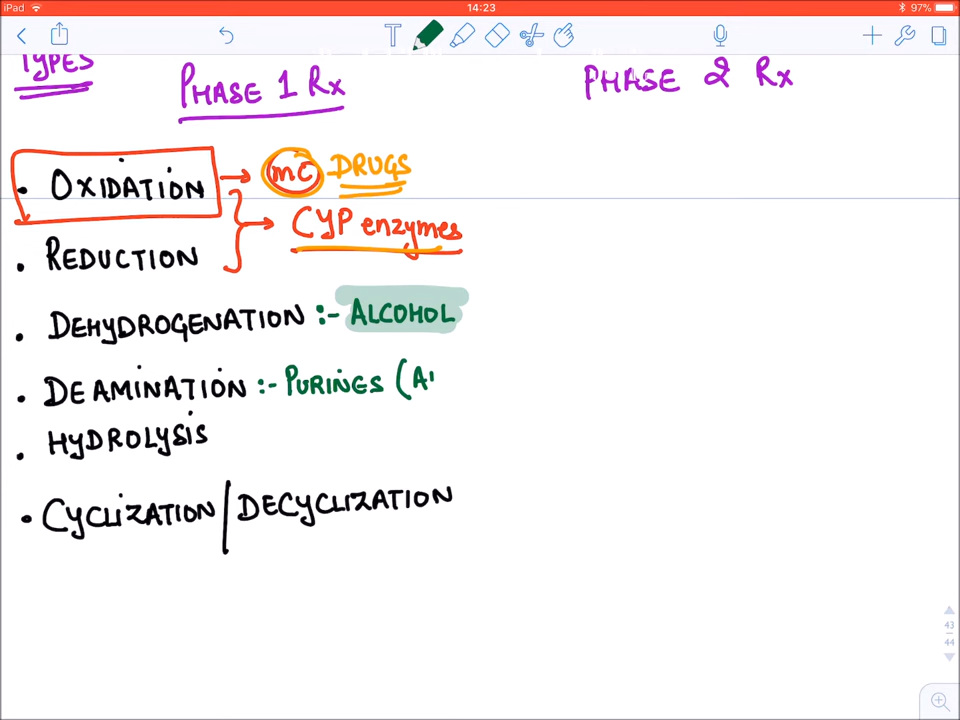 iPad 14:23 97%
TYPES
PHASE 1 Rx PHASE 2 Rx
• OXIDATION → mc DRUGS
→ CYP enzymes
• REDUCTION
• DEHYDROGENATION :- ALCOHOL
• DEAMINATION :- PURINES (A
• HYDROLYSIS
• CYCLIZATION/DECYCLIZATION
43
44